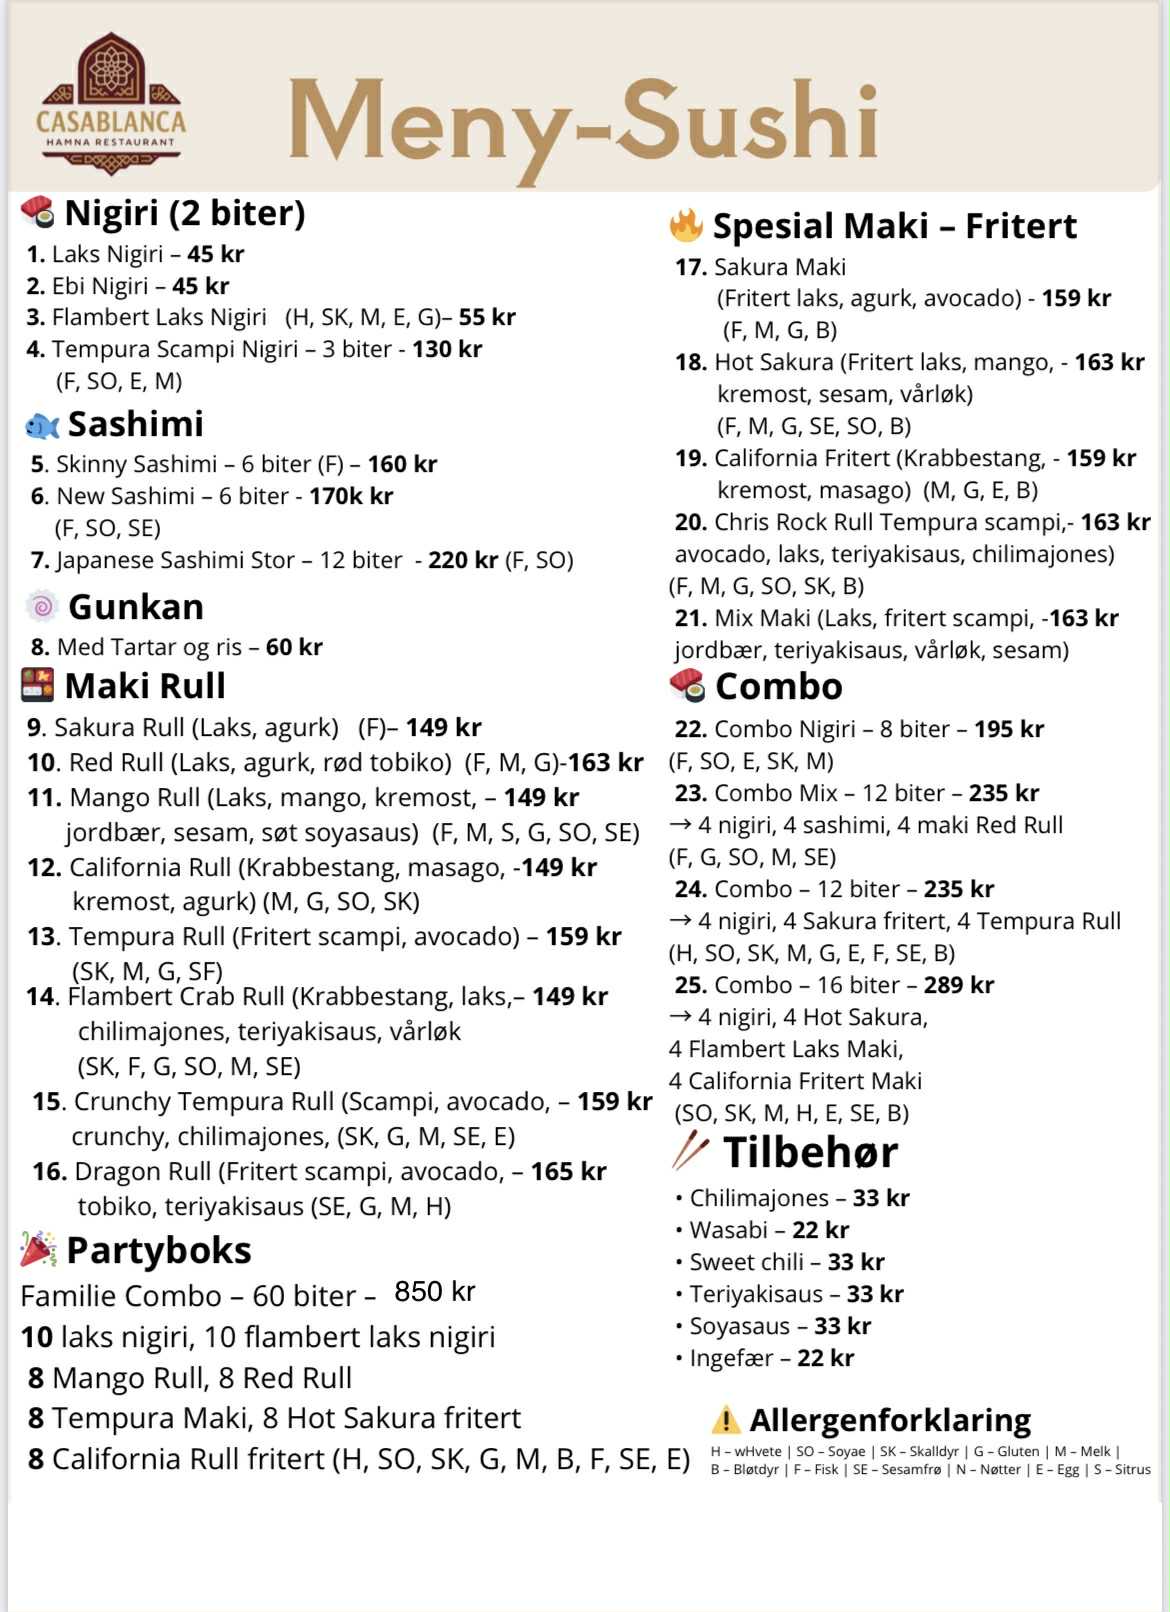 CASABLANCA
HAMNA RESTAURANT
Meny-Sushi
Nigiri (2 biter)
1. Laks Nigiri – 45 kr
2. Ebi Nigiri – 45 kr
3. Flambert Laks Nigiri (H, SK, M, E, G)– 55 kr
4. Tempura Scampi Nigiri – 3 biter - 130 kr
(F, SO, E, M)
Sashimi
5. Skinny Sashimi – 6 biter (F) – 160 kr
6. New Sashimi – 6 biter - 170k kr
(F, SO, SE)
7. Japanese Sashimi Stor – 12 biter - 220 kr (F, SO)
Gunkan
8. Med Tartar og ris – 60 kr
Maki Rull
9. Sakura Rull (Laks, agurk) (F)– 149 kr
10. Red Rull (Laks, agurk, rød tobiko) (F, M, G)-163 kr
11. Mango Rull (Laks, mango, kremost, – 149 kr
jordbær, sesam, søt soyasaus) (F, M, S, G, SO, SE)
12. California Rull (Krabbestang, masago, -149 kr
kremost, agurk) (M, G, SO, SK)
13. Tempura Rull (Fritert scampi, avocado) – 159 kr
(SK, M, G, SF)
14. Flambert Crab Rull (Krabbestang, laks,– 149 kr
chilimajones, teriyakisaus, vårløk
(SK, F, G, SO, M, SE)
15. Crunchy Tempura Rull (Scampi, avocado, – 159 kr
crunchy, chilimajones, (SK, G, M, SE, E)
16. Dragon Rull (Fritert scampi, avocado, – 165 kr
tobiko, teriyakisaus (SE, G, M, H)
Partyboks
Familie Combo – 60 biter – 850 kr
10 laks nigiri, 10 flambert laks nigiri
8 Mango Rull, 8 Red Rull
8 Tempura Maki, 8 Hot Sakura fritert
8 California Rull fritert (H, SO, SK, G, M, B, F, SE, E)
Spesial Maki – Fritert
17. Sakura Maki
(Fritert laks, agurk, avocado) - 159 kr
(F, M, G, B)
18. Hot Sakura (Fritert laks, mango, - 163 kr
kremost, sesam, vårløk)
(F, M, G, SE, SO, B)
19. California Fritert (Krabbestang, - 159 kr
kremost, masago) (M, G, E, B)
20. Chris Rock Rull Tempura scampi,- 163 kr
avocado, laks, teriyakisaus, chilimajones)
(F, M, G, SO, SK, B)
21. Mix Maki (Laks, fritert scampi, -163 kr
jordbær, teriyakisaus, vårløk, sesam)
Combo
22. Combo Nigiri – 8 biter – 195 kr
(F, SO, E, SK, M)
23. Combo Mix – 12 biter – 235 kr
→ 4 nigiri, 4 sashimi, 4 maki Red Rull
(F, G, SO, M, SE)
24. Combo – 12 biter – 235 kr
→ 4 nigiri, 4 Sakura fritert, 4 Tempura Rull
(H, SO, SK, M, G, E, F, SE, B)
25. Combo – 16 biter – 289 kr
→ 4 nigiri, 4 Hot Sakura,
4 Flambert Laks Maki,
4 California Fritert Maki
(SO, SK, M, H, E, SE, B)
Tilbehør
• Chilimajones – 33 kr
• Wasabi – 22 kr
• Sweet chili – 33 kr
• Teriyakisaus – 33 kr
• Soyasaus – 33 kr
• Ingefær – 22 kr
Allergenforklaring
H – wHvete | SO – Soyae | SK – Skalldyr | G – Gluten | M – Melk |
B – Bløtdyr | F – Fisk | SE – Sesamfrø | N – Nøtter | E – Egg | S – Sitrus